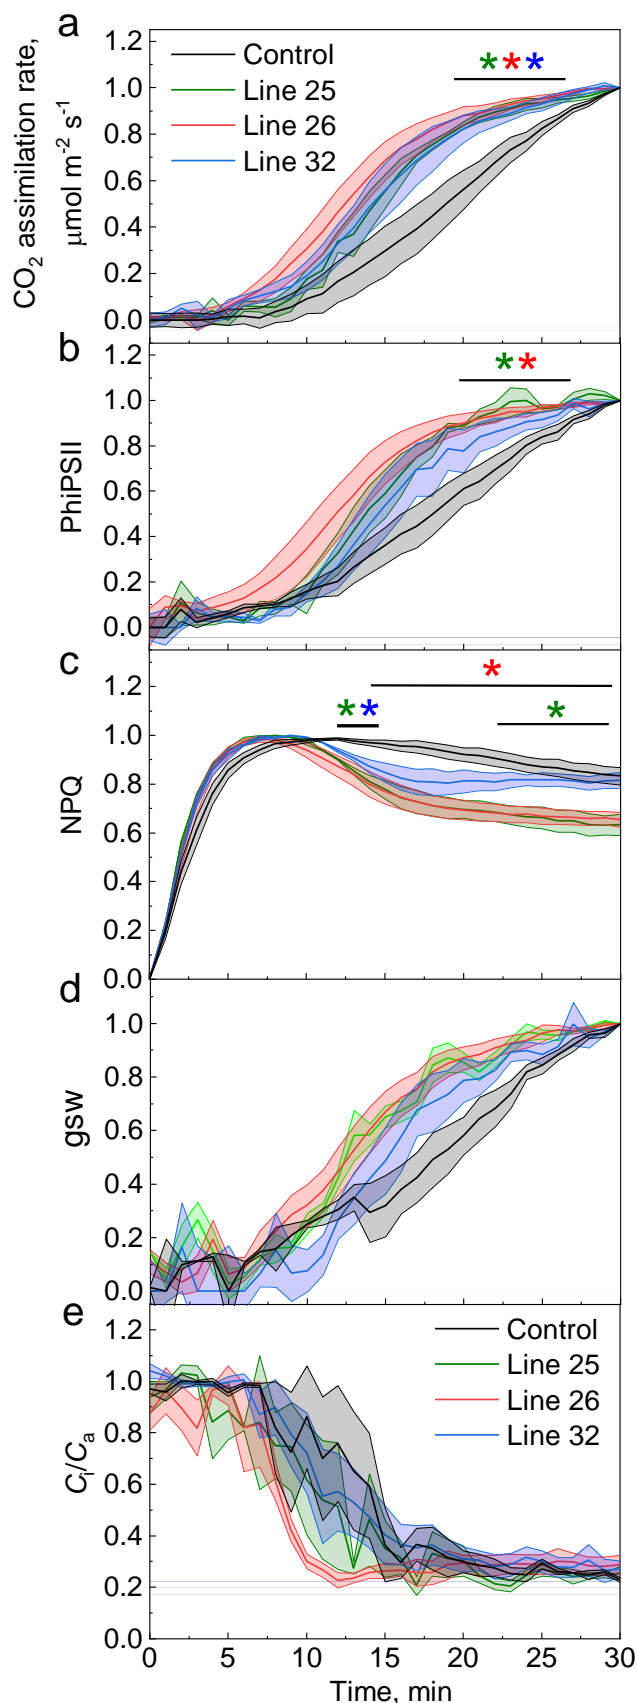 a
CO2 assimilation rate,
μmol m-2 s-1
1.2
1.0
0.8
0.6
0.4
0.2
0.0
Control
Line 25
Line 26
Line 32
***
b
PhiPSII
1.2
1.0
0.8
0.6
0.4
0.2
0.0
**
c
NPQ
1.2
1.0
0.8
0.6
0.4
0.2
0.0
*
**
*
d
gsw
1.0
0.8
0.6
0.4
0.2
0.0
e
Ci/Ca
1.2
1.0
0.8
0.6
0.4
0.2
0.0
Control
Line 25
Line 26
Line 32
0 5 10 15 20 25 30
Time, min